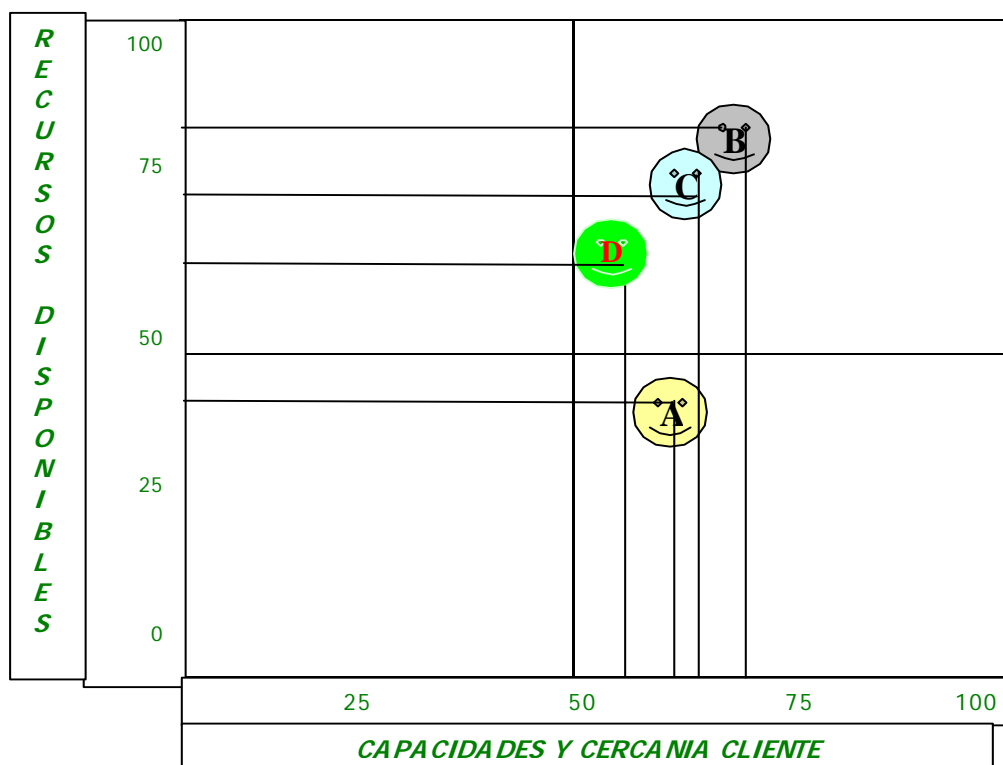 RECURSOS DISPONIBLES
100
75
50
25
0
B
C
D
A
25 50 75 100
CAPACIDADES Y CERCANIA CLIENTE